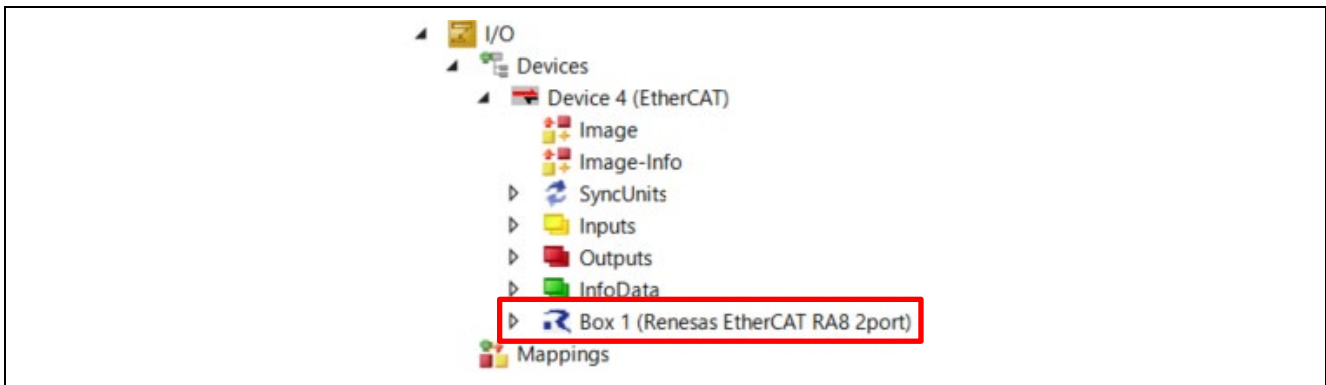 I/O
Devices
Device 4 (EtherCAT)
Image
Image-Info
SyncUnits
Inputs
Outputs
InfoData
Box 1 (Renesas EtherCAT RA8 2port)
Mappings